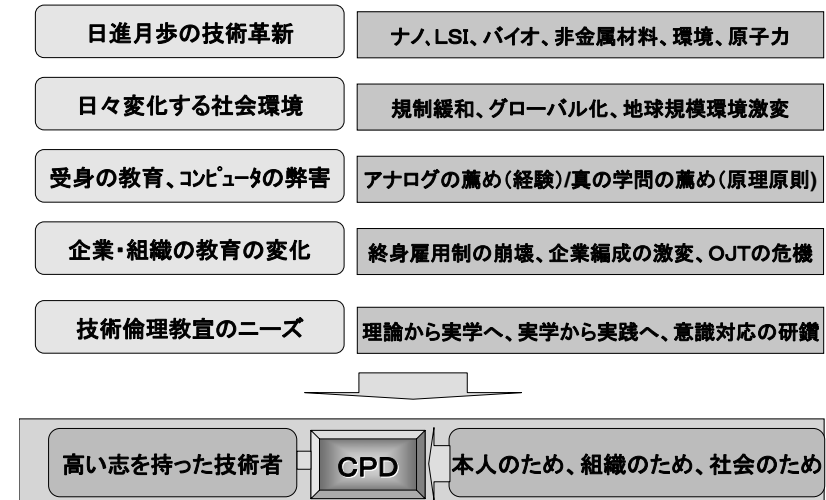 日進月歩の技術革新
ナノ、LSI、バイオ、非金属材料、環境、原子力
日々変化する社会環境
規制緩和、グローバル化、地球規模環境激変
受身の教育、コンピュータの弊害
アナログの薦め(経験)/真の学問の薦め(原理原則)
企業・組織の教育の変化
終身雇用制の崩壊、企業編成の激変、OJTの危機
技術倫理教宣のニーズ
理論から実学へ、実学から実践へ、意識対応の研鑽
高い志を持った技術者
CPD
本人のため、組織のため、社会のため